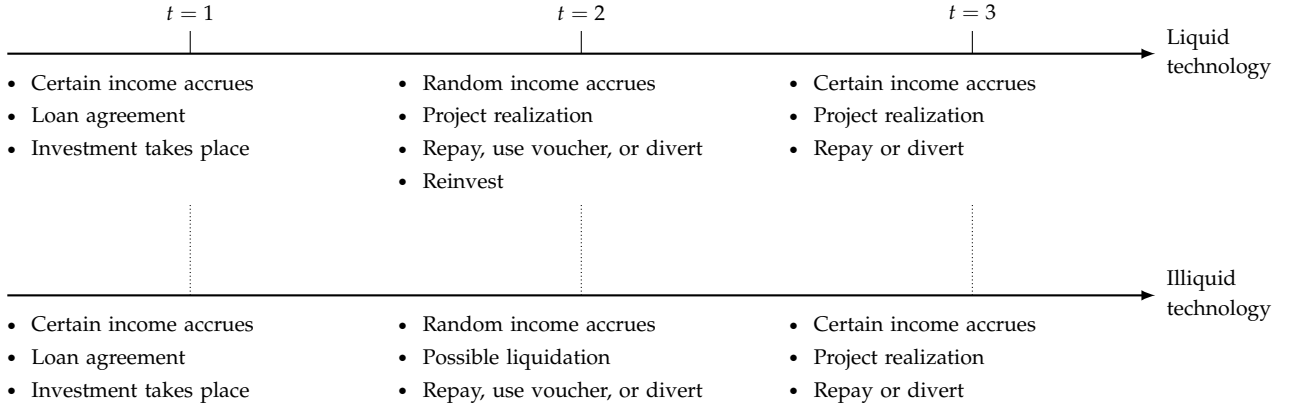 t = 1
t = 2
t = 3
Liquid
technology
• Certain income accrues
• Loan agreement
• Investment takes place
• Random income accrues
• Project realization
• Repay, use voucher, or divert
• Reinvest
• Certain income accrues
• Project realization
• Repay or divert
Illiquid
technology
• Certain income accrues
• Loan agreement
• Investment takes place
• Random income accrues
• Possible liquidation
• Repay, use voucher, or divert
• Certain income accrues
• Project realization
• Repay or divert